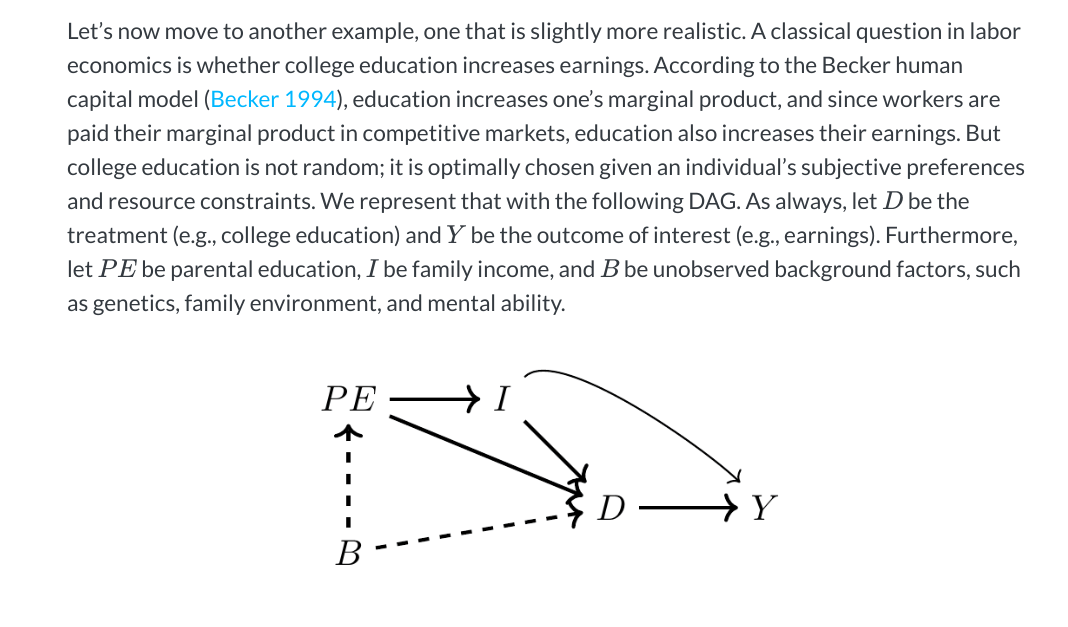 Let’s now move to another example, one that is slightly more realistic. A classical question in labor
economics is whether college education increases earnings. According to the Becker human
capital model (Becker 1994), education increases one’s marginal product, and since workers are
paid their marginal product in competitive markets, education also increases their earnings. But
college education is not random; it is optimally chosen given an individual’s subjective preferences
and resource constraints. We represent that with the following DAG. As always, let D be the
treatment (e.g., college education) and Y be the outcome of interest (e.g., earnings). Furthermore,
let PE be parental education, I be family income, and B be unobserved background factors, such
as genetics, family environment, and mental ability.
PE I
D Y
B